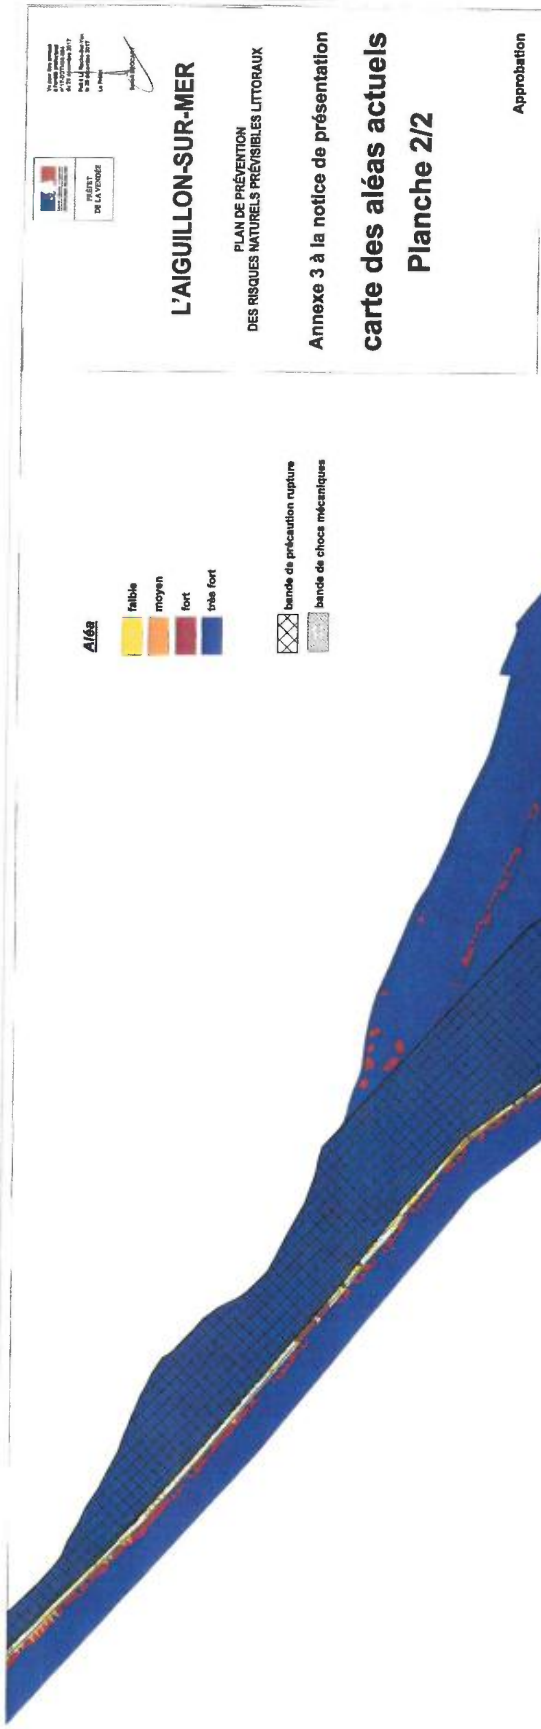 PRÉFET
DE LA VENDÉE
Le Préfet
L'AIGUILLON-SUR-MER
PLAN DE PRÉVENTION
DES RISQUES NATURELS PRÉVISIBLES LITTORAUX
Annexe 3 à la notice de présentation
carte des aléas actuels
Planche 2/2
Approbation
Aléa
faible
moyen
fort
très fort
bande de précaution rupture
bande de chocs mécaniques